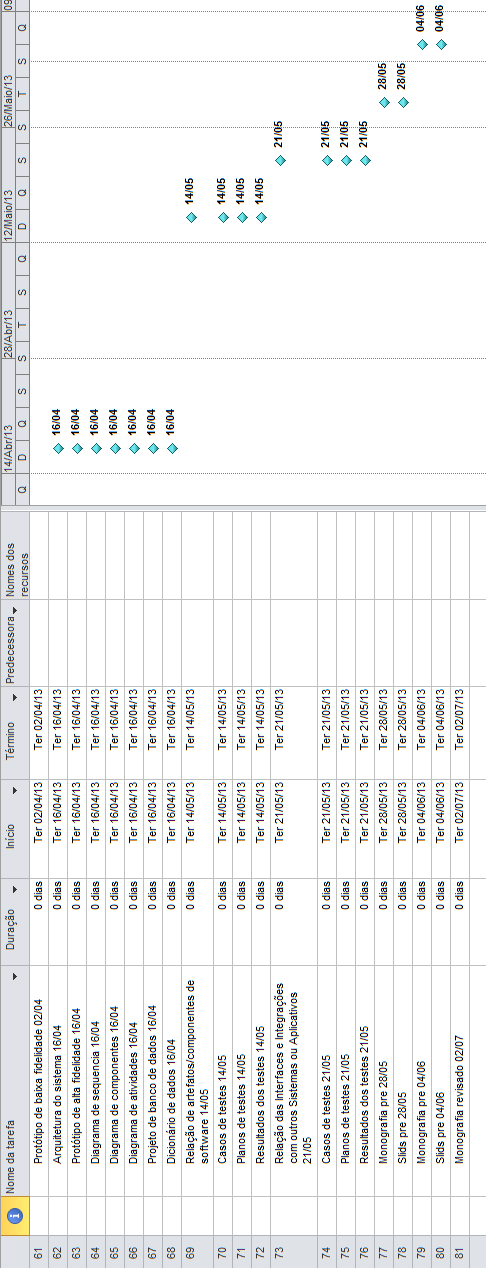 Nome da tarefa Duração Início Término Predecessora Nomes dos recursos
14/Abr/13 28/Abr/13 12/Maio/13 26/Maio/13 09
Q D Q S S T S Q D Q S S T S Q
61 Protótipo de baixa fidelidade 02/04 0 dias Ter 02/04/13 Ter 02/04/13
62 Arquitetura do sistema 16/04 0 dias Ter 16/04/13 Ter 16/04/13 16/04
63 Protótipo de alta fidelidade 16/04 0 dias Ter 16/04/13 Ter 16/04/13 16/04
64 Diagrama de sequencia 16/04 0 dias Ter 16/04/13 Ter 16/04/13 16/04
65 Diagrama de componentes 16/04 0 dias Ter 16/04/13 Ter 16/04/13 16/04
66 Diagrama de atividades 16/04 0 dias Ter 16/04/13 Ter 16/04/13 16/04
67 Projeto de banco de dados 16/04 0 dias Ter 16/04/13 Ter 16/04/13 16/04
68 Dicionário de dados 16/04 0 dias Ter 16/04/13 Ter 16/04/13 16/04
69 Relação de artefatos/componentes de 0 dias Ter 14/05/13 Ter 14/05/13 14/05
software 14/05
70 Casos de testes 14/05 0 dias Ter 14/05/13 Ter 14/05/13 14/05
71 Planos de testes 14/05 0 dias Ter 14/05/13 Ter 14/05/13 14/05
72 Resultados dos testes 14/05 0 dias Ter 14/05/13 Ter 14/05/13 14/05
73 Relação das Interfaces e Integrações 0 dias Ter 21/05/13 Ter 21/05/13 21/05
com outros Sistemas ou Aplicativos
21/05
74 Casos de testes 21/05 0 dias Ter 21/05/13 Ter 21/05/13 21/05
75 Planos de testes 21/05 0 dias Ter 21/05/13 Ter 21/05/13 21/05
76 Resultados dos testes 21/05 0 dias Ter 21/05/13 Ter 21/05/13 21/05
77 Monografia pre 28/05 0 dias Ter 28/05/13 Ter 28/05/13 28/05
78 Slids pre 28/05 0 dias Ter 28/05/13 Ter 28/05/13 28/05
79 Monografia pre 04/06 0 dias Ter 04/06/13 Ter 04/06/13 04/06
80 Slids pre 04/06 0 dias Ter 04/06/13 Ter 04/06/13 04/06
81 Monografia revisado 02/07 0 dias Ter 02/07/13 Ter 02/07/13